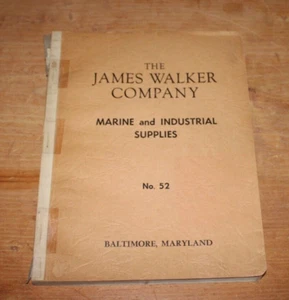 THE
JAMES WALKER
COMPANY
MARINE and INDUSTRIAL
SUPPLIES
No. 52
BALTIMORE, MARYLAND